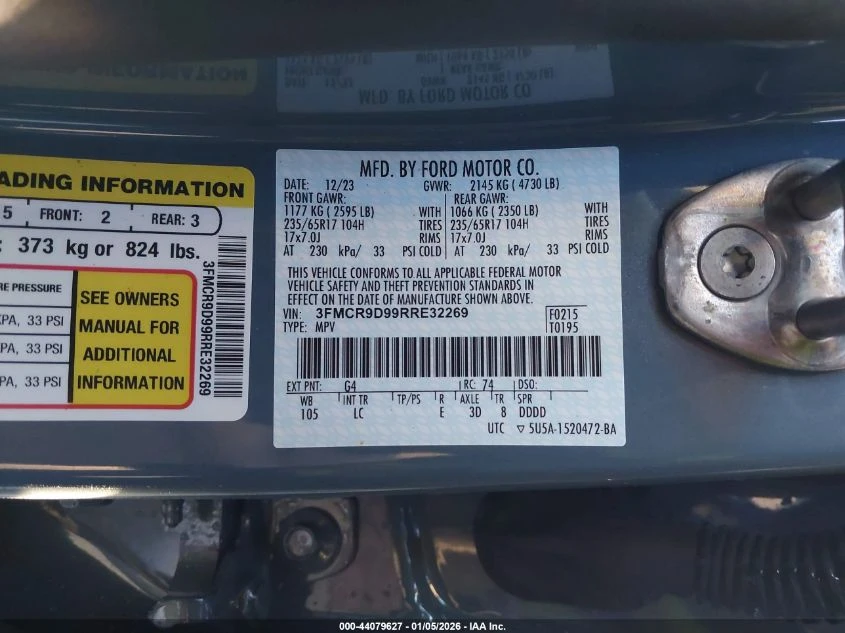 MFD. BY FORD MOTOR CO.
DATE: 12/23 GVWR: 2145 KG ( 4730 LB)
FRONT GAWR: REAR GAWR:
1177 KG ( 2595 LB) WITH 1066 KG ( 2350 LB) WITH
235/65R17 104H TIRES 235/65R17 104H TIRES
17x7.0J RIMS 17x7.0J RIMS
AT 230 kPa/ 33 PSI COLD AT 230 kPa/ 33 PSI COLD
THIS VEHICLE CONFORMS TO ALL APPLICABLE FEDERAL MOTOR
VEHICLE SAFETY AND THEFT PREVENTION STANDARDS IN
EFFECT ON THE DATE OF MANUFACTURE SHOWN ABOVE.
VIN: 3FMCR9D99RRE32269 F0215
TYPE: MPV T0195
EXT PNT: G4 RC: 74 DSO:
WB INT TR TP/PS R AXLE TR SPR
105 LC E 3D 8 DDDD
UTC ▽ 5U5A-1520472-BA
ADING INFORMATION
5 FRONT: 2 REAR: 3
: 373 kg or 824 lbs.
RE PRESSURE
KPA, 33 PSI
PA, 33 PSI
PA, 33 PSI
SEE OWNERS
MANUAL FOR
ADDITIONAL
INFORMATION
3FMCR9D99RRE32269
000-44079627 - 01/05/2026 - IAA Inc.